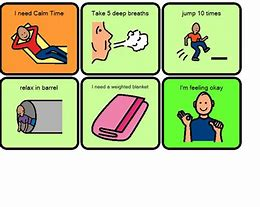 I need Calm Time
Take 5 deep breaths
jump 10 times
relax in barrel
I need a weighted blanket
I'm feeling okay